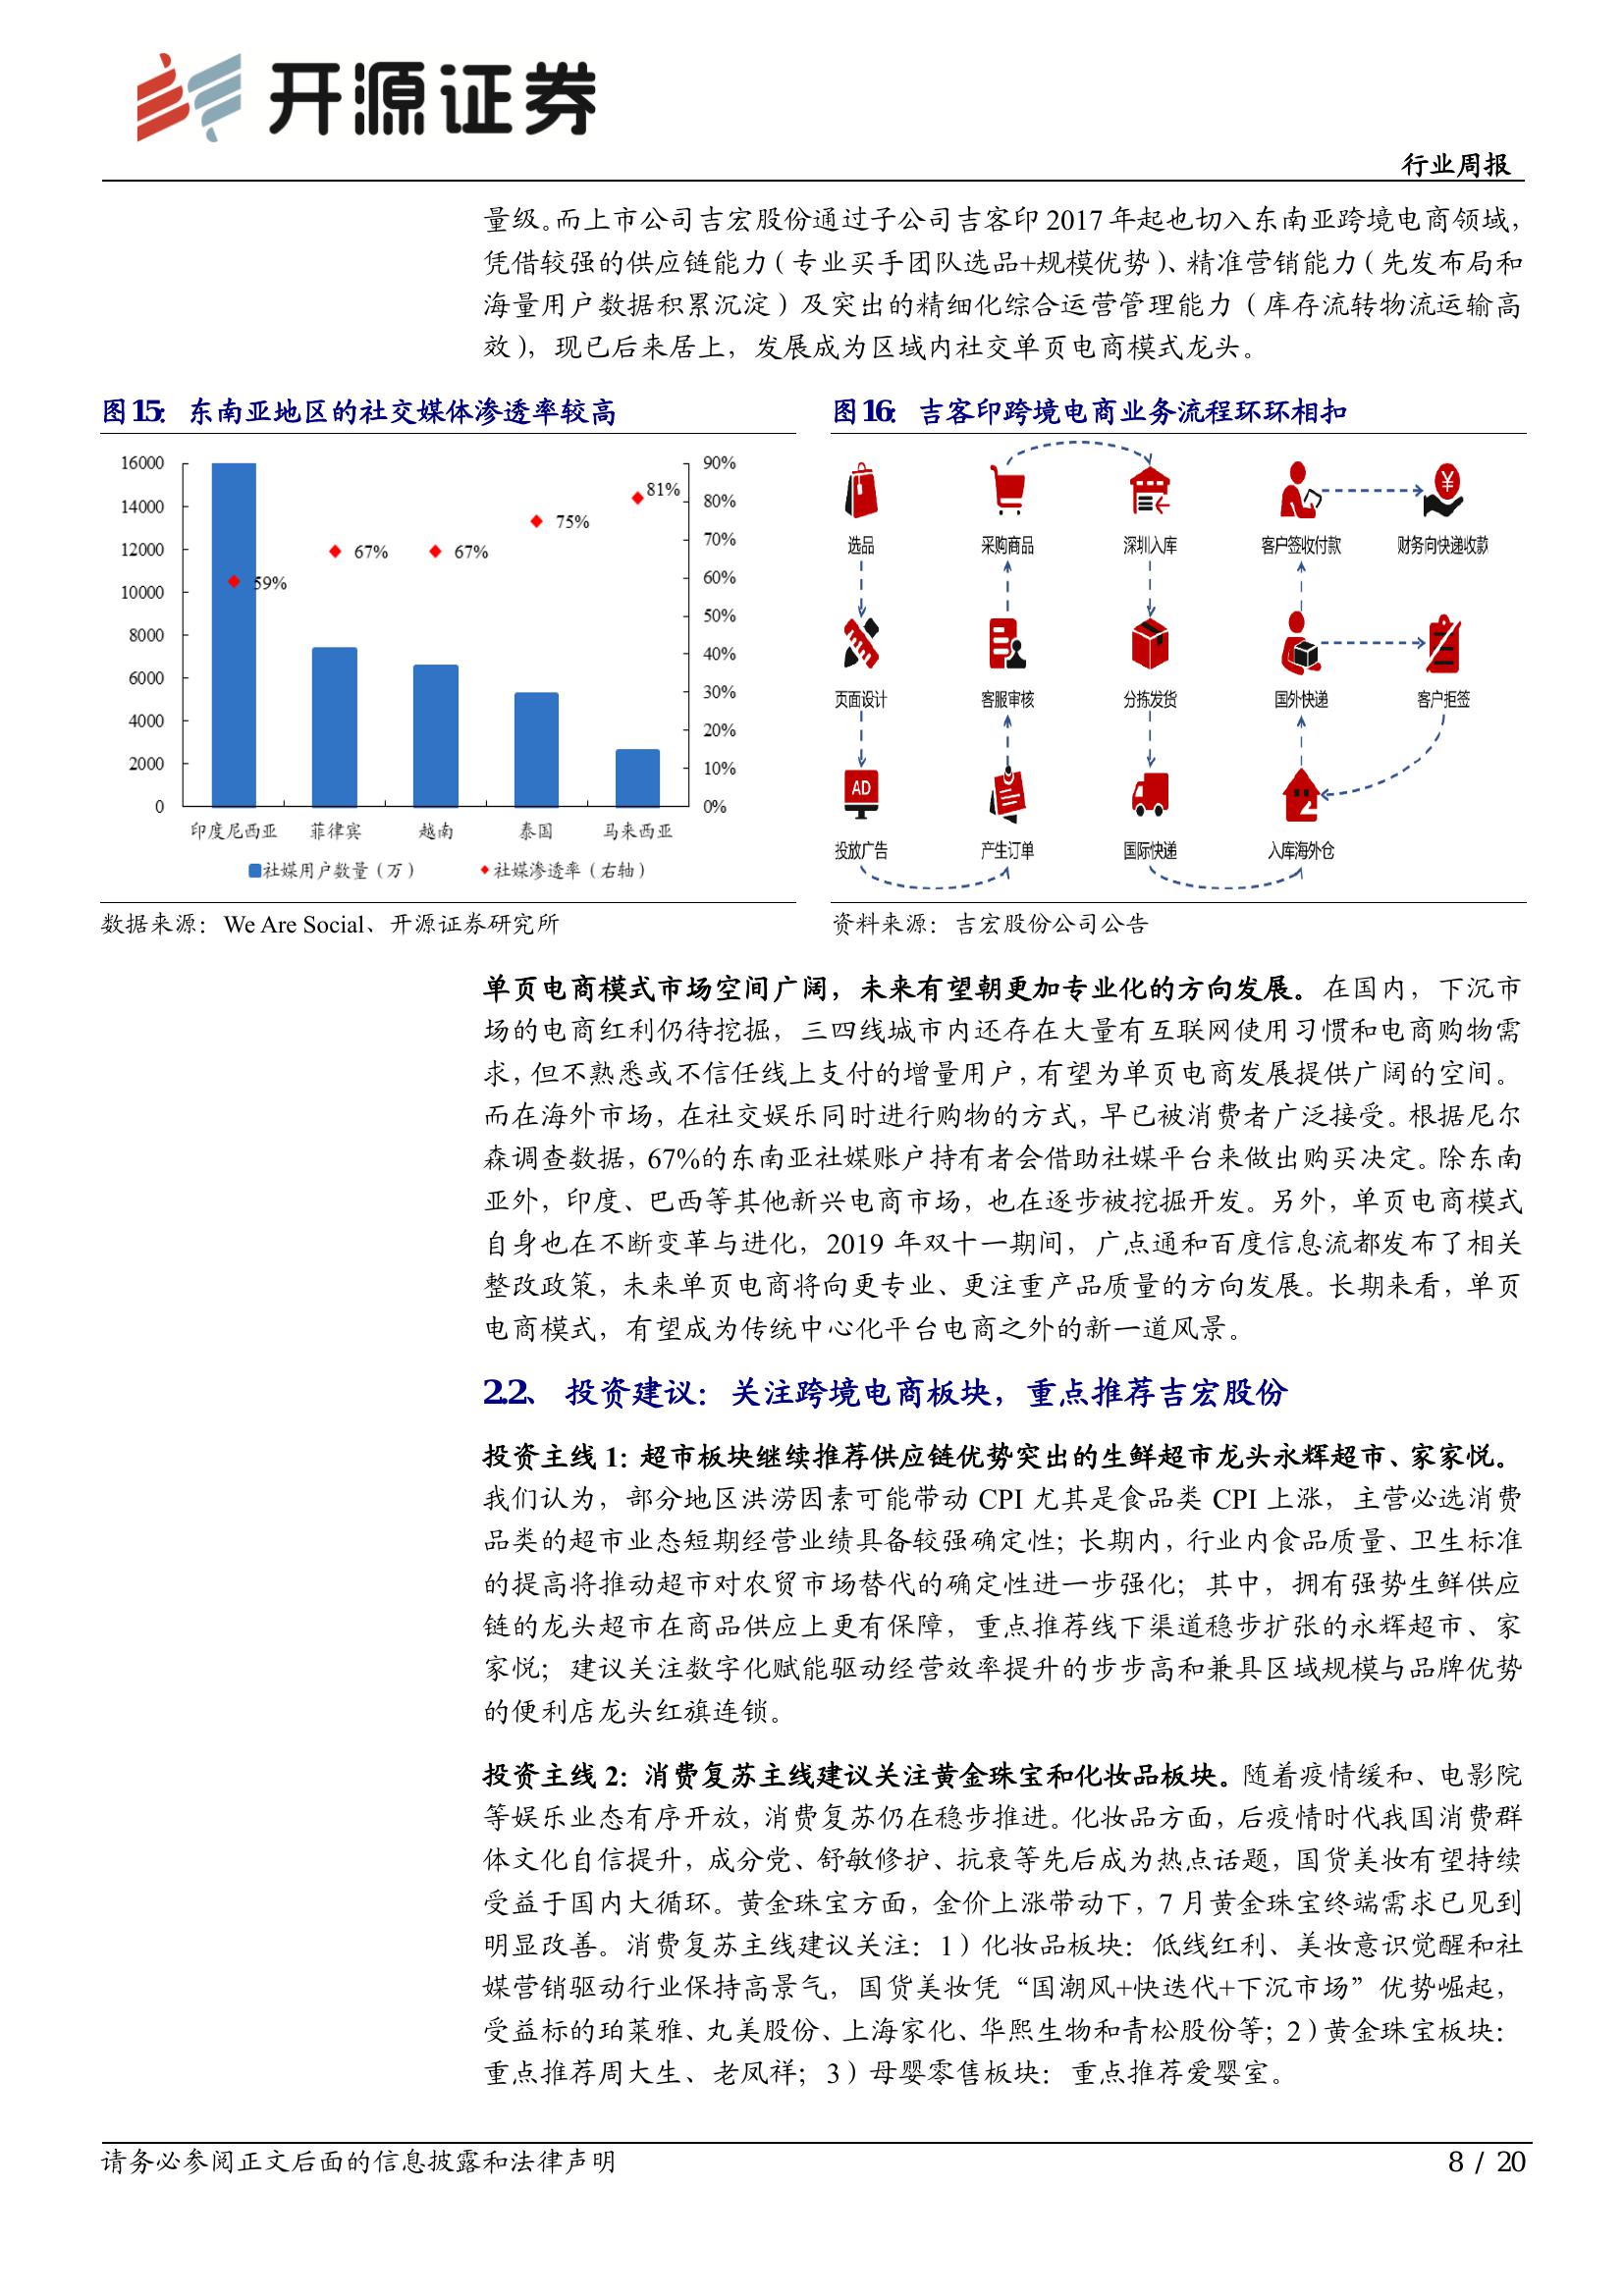 开源证券
行业周报
量级。而上市公司吉宏股份通过子公司吉客印 2017 年起也切入东南亚跨境电商领域，
凭借较强的供应链能力（专业买手团队选品+规模优势）、精准营销能力（先发布局和
海量用户数据积累沉淀）及突出的精细化综合运营管理能力（库存流转物流运输高
效），现已后来居上，发展成为区域内社交单页电商模式龙头。
图15： 东南亚地区的社交媒体渗透率较高
16000
14000
12000
10000
8000
6000
4000
2000
0
90%
80%
70%
60%
50%
40%
30%
20%
10%
0%
59%
67%
67%
75%
81%
印度尼西亚 菲律宾 越南 泰国 马来西亚
社媒用户数量（万） 社媒渗透率（右轴）
数据来源：We Are Social、开源证券研究所
图16： 吉客印跨境电商业务流程环环相扣
选品 采购商品 深圳入库 客户签收付款 财务向快递收款
¥
页面设计 客服审核 分拣发货 国外快递 客户拒签
AD
投放广告 产生订单 国际快递 入库海外仓
资料来源：吉宏股份公司公告
单页电商模式市场空间广阔，未来有望朝更加专业化的方向发展。在国内，下沉市
场的电商红利仍待挖掘，三四线城市内还存在大量有互联网使用习惯和电商购物需
求，但不熟悉或不信任线上支付的增量用户，有望为单页电商发展提供广阔的空间。
而在海外市场，在社交娱乐同时进行购物的方式，早已被消费者广泛接受。根据尼尔
森调查数据，67%的东南亚社媒账户持有者会借助社媒平台来做出购买决定。除东南
亚外，印度、巴西等其他新兴电商市场，也在逐步被挖掘开发。另外，单页电商模式
自身也在不断变革与进化，2019 年双十一期间，广点通和百度信息流都发布了相关
整改政策，未来单页电商将向更专业、更注重产品质量的方向发展。长期来看，单页
电商模式，有望成为传统中心化平台电商之外的新一道风景。
2.2、 投资建议：关注跨境电商板块，重点推荐吉宏股份
投资主线 1：超市板块继续推荐供应链优势突出的生鲜超市龙头永辉超市、家家悦。
我们认为，部分地区洪涝因素可能带动 CPI 尤其是食品类 CPI 上涨，主营必选消费
品类的超市业态短期经营业绩具备较强确定性；长期内，行业内食品质量、卫生标准
的提高将推动超市对农贸市场替代的确定性进一步强化；其中，拥有强势生鲜供应
链的龙头超市在商品供应上更有保障，重点推荐线下渠道稳步扩张的永辉超市、家
家悦；建议关注数字化赋能驱动经营效率提升的步步高和兼具区域规模与品牌优势
的便利店龙头红旗连锁。
投资主线 2：消费复苏主线建议关注黄金珠宝和化妆品板块。随着疫情缓和、电影院
等娱乐业态有序开放，消费复苏仍在稳步推进。化妆品方面，后疫情时代我国消费群
体文化自信提升，成分党、舒敏修护、抗衰等先后成为热点话题，国货美妆有望持续
受益于国内大循环。黄金珠宝方面，金价上涨带动下，7 月黄金珠宝终端需求已见到
明显改善。消费复苏主线建议关注：1）化妆品板块：低线红利、美妆意识觉醒和社
媒营销驱动行业保持高景气，国货美妆凭“国潮风+快迭代+下沉市场”优势崛起，
受益标的珀莱雅、丸美股份、上海家化、华熙生物和青松股份等；2）黄金珠宝板块：
重点推荐周大生、老凤祥；3）母婴零售板块：重点推荐爱婴室。
请务必参阅正文后面的信息披露和法律声明
8 / 20